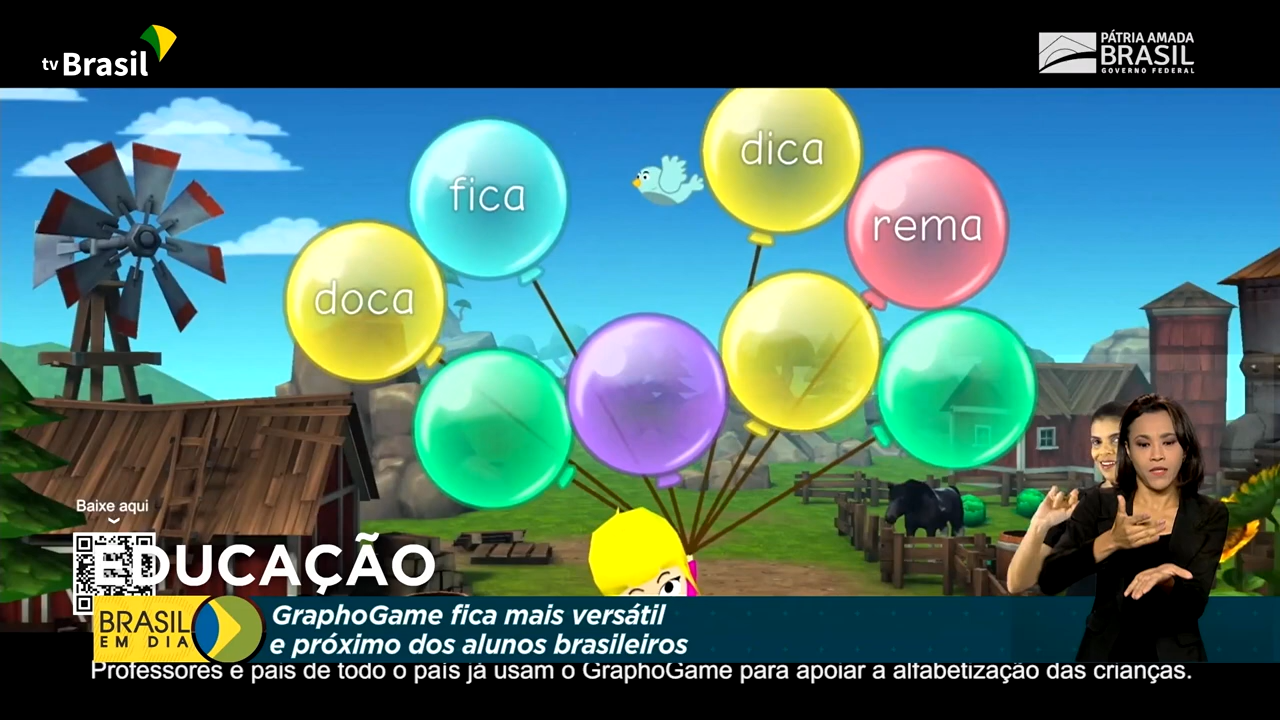 tv Brasil
PÁTRIA AMADA
BRASIL
GOVERNO FEDERAL
dica
fica
rema
doca
Baixe aqui
EDUCAÇÃO
BRASIL
EM DIA
GraphoGame fica mais versátil
e próximo dos alunos brasileiros
Professores e pais de todo o país já usam o GraphoGame para apoiar a alfabetização das crianças.